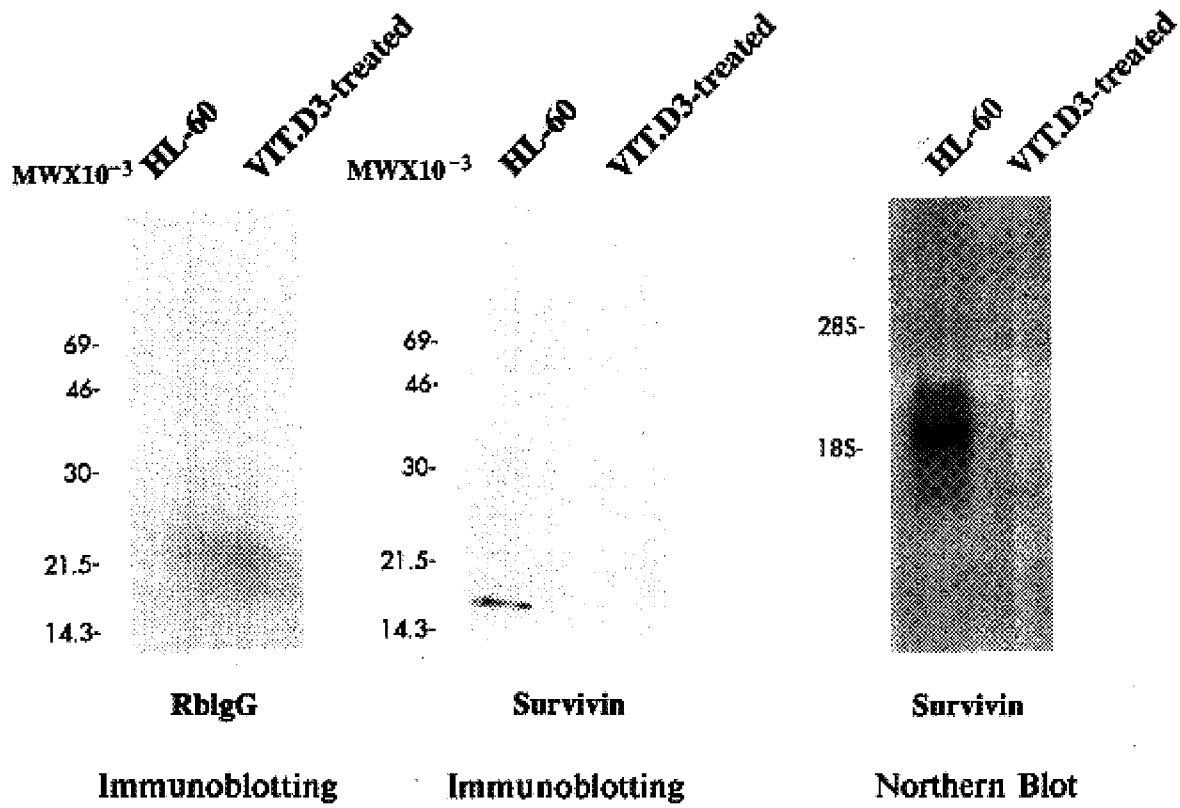 HL-60 VIT.D3-treated
MWX10⁻³
69-
46-
30-
21.5-
14.3-
RbIgG
Immunoblotting
HL-60 VIT.D3-treated
MWX10⁻³
69-
46-
30-
21.5-
14.3-
Survivin
Immunoblotting
HL-60 VIT.D3-treated
28S-
18S-
Survivin
Northern Blot